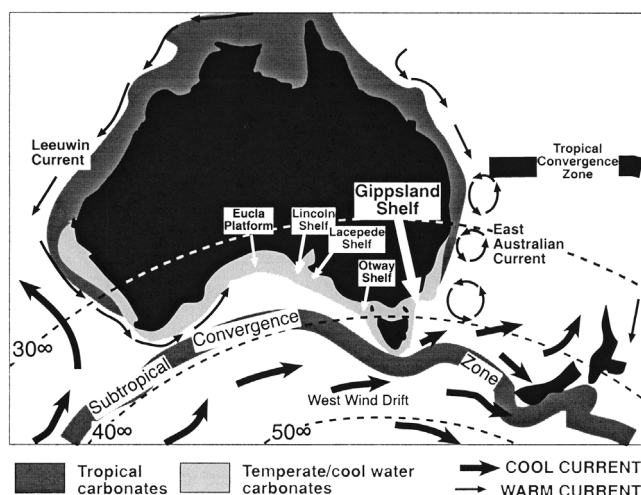 Leeuwin
Current
Tropical
Convergence
Zone
Gippsland
Shelf
Eucla
Platform
Lincoln
Shelf
Lacepede
Shelf
East
Australian
Current
Otway
Shelf
30∞
Subtropical
Convergence
Zone
West Wind Drift
40∞
50∞
Tropical
carbonates
Temperate/cool water
carbonates
COOL CURRENT
WARM CURRENT